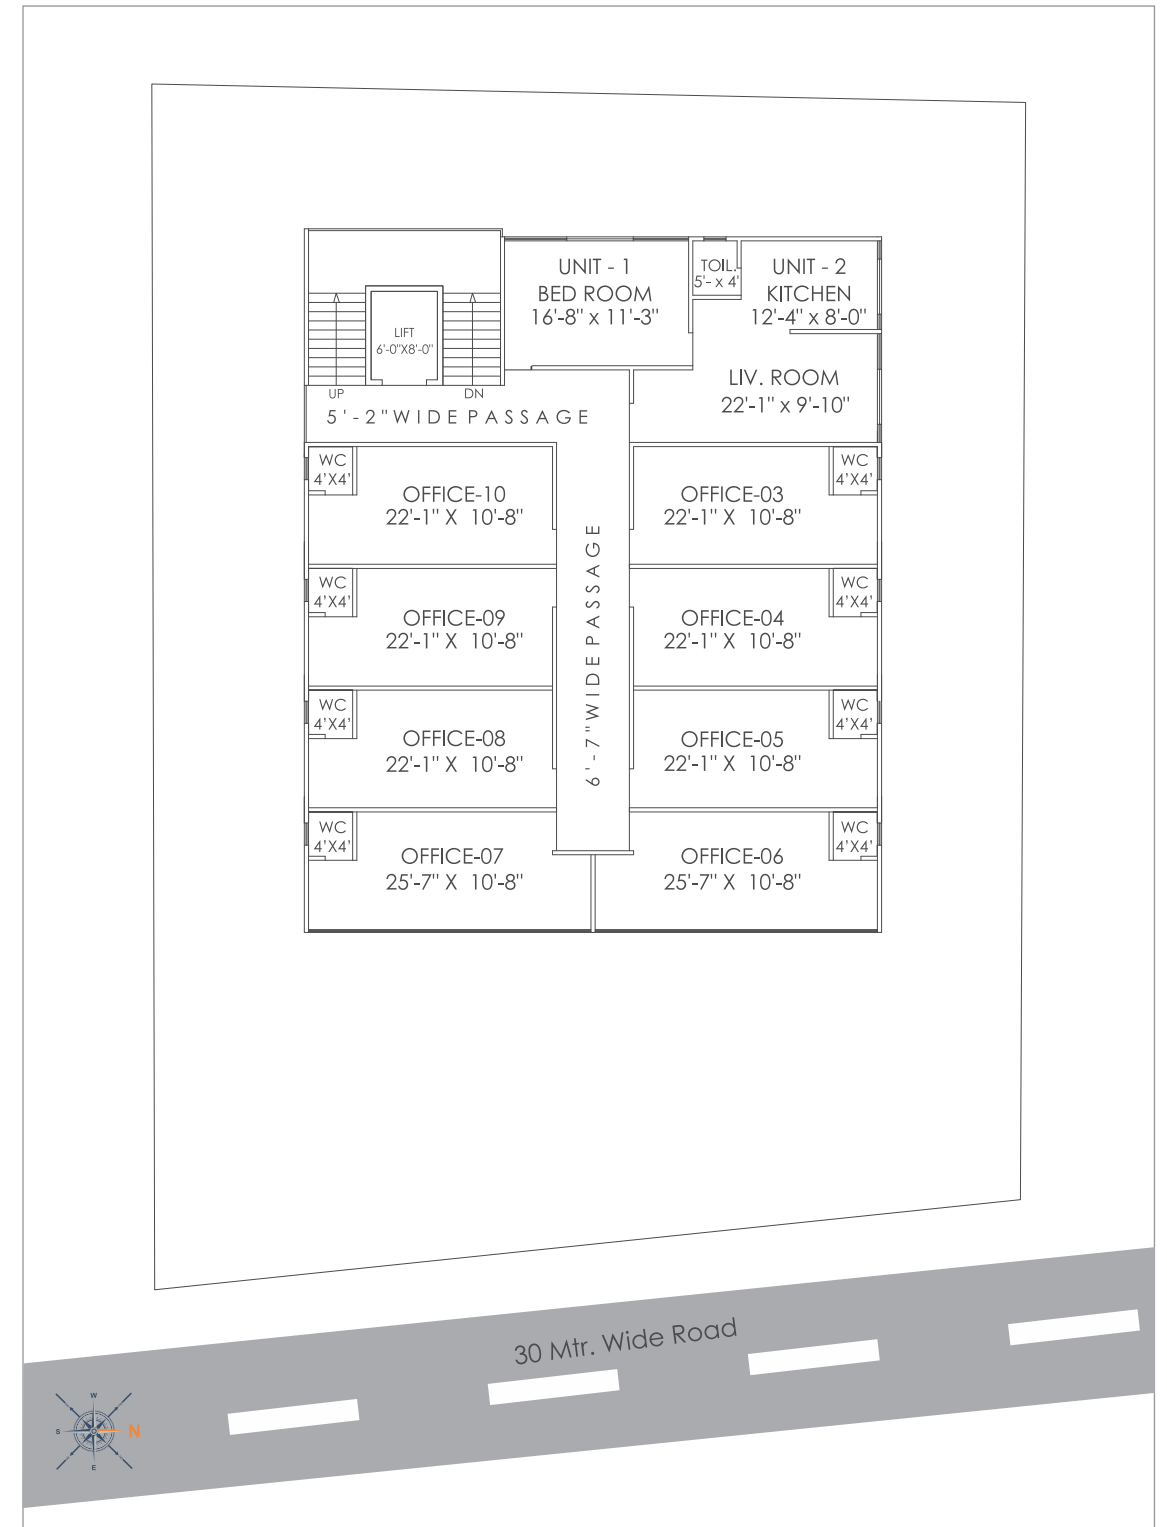 UNIT - 1
BED ROOM
16'-8" x 11'-3"
TOIL.
5'- x 4'
UNIT - 2
KITCHEN
12'-4" x 8'-0"
LIFT
6'-0"X8'-0"
UP
DN
LIV. ROOM
22'-1" x 9'-10"
5'-2" WIDE PASSAGE
WC
4'X4'
OFFICE-10
22'-1" X 10'-8"
OFFICE-03
22'-1" X 10'-8"
WC
4'X4'
6'-7" WIDE PASSAGE
WC
4'X4'
OFFICE-09
22'-1" X 10'-8"
OFFICE-04
22'-1" X 10'-8"
WC
4'X4'
WC
4'X4'
OFFICE-08
22'-1" X 10'-8"
OFFICE-05
22'-1" X 10'-8"
WC
4'X4'
WC
4'X4'
OFFICE-07
25'-7" X 10'-8"
OFFICE-06
25'-7" X 10'-8"
WC
4'X4'
30 Mtr. Wide Road
W
S
N
E